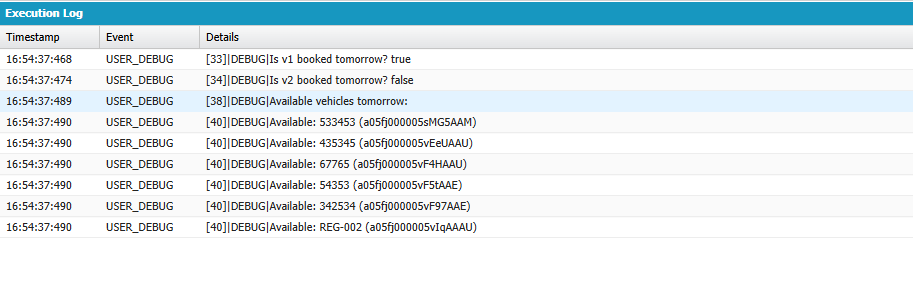 Execution Log
Timestamp Event Details
16:54:37:468 USER_DEBUG [33]|DEBUG|Is v1 booked tomorrow? true
16:54:37:474 USER_DEBUG [34]|DEBUG|Is v2 booked tomorrow? false
16:54:37:489 USER_DEBUG [38]|DEBUG|Available vehicles tomorrow:
16:54:37:490 USER_DEBUG [40]|DEBUG|Available: 533453 (a05fj000005sMG5AAM)
16:54:37:490 USER_DEBUG [40]|DEBUG|Available: 435345 (a05fj000005vEeUAAU)
16:54:37:490 USER_DEBUG [40]|DEBUG|Available: 67765 (a05fj000005vF4HAAU)
16:54:37:490 USER_DEBUG [40]|DEBUG|Available: 54353 (a05fj000005vF5tAAE)
16:54:37:490 USER_DEBUG [40]|DEBUG|Available: 342534 (a05fj000005vF97AAE)
16:54:37:490 USER_DEBUG [40]|DEBUG|Available: REG-002 (a05fj000005vIqAAAU)